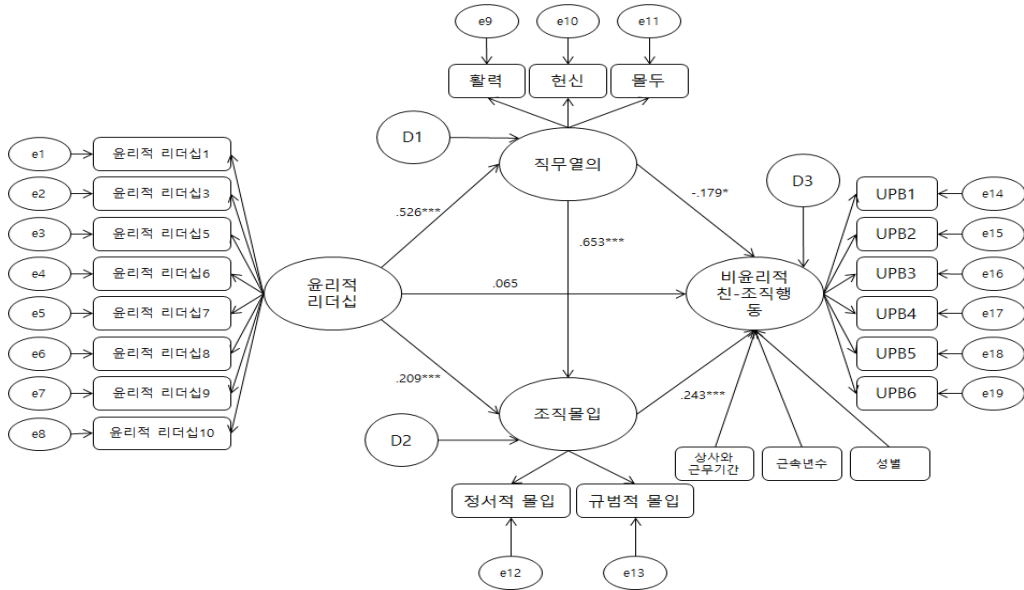 e9
e10
e11
활력
헌신
몰두
D1
직무열의
D3
e1
윤리적 리더십1
e2
윤리적 리더십3
e3
윤리적 리더십5
e4
윤리적 리더십6
e5
윤리적 리더십7
e6
윤리적 리더십8
e7
윤리적 리더십9
e8
윤리적 리더십10
윤리적
리더십
.526***
-.179*
.653***
.065
.209***
.243***
비윤리적
친-조직행
동
UPB1
e14
UPB2
e15
UPB3
e16
UPB4
e17
UPB5
e18
UPB6
e19
조직몰입
D2
상사와
근무기간
근속년수
성별
정서적 몰입
규범적 몰입
e12
e13